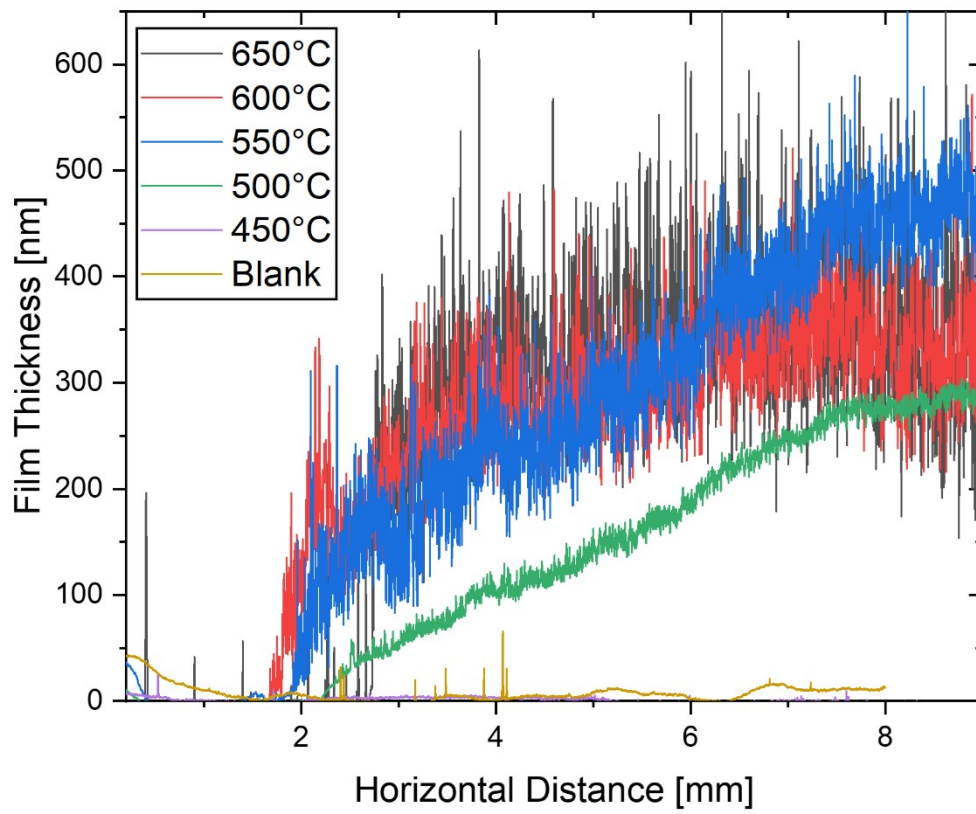 650°C
600°C
550°C
500°C
450°C
Blank
Film Thickness [nm]
600
500
400
300
200
100
0
2 4 6 8
Horizontal Distance [mm]